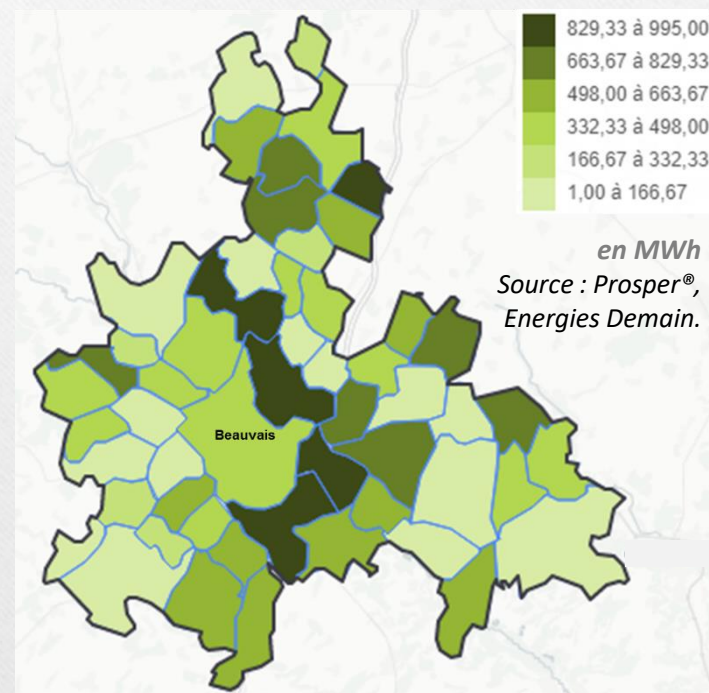 829,33 à 995,00
663,67 à 829,33
498,00 à 663,67
332,33 à 498,00
166,67 à 332,33
1,00 à 166,67
en MWh
Source : Prosper®,
Energies Demain.
Beauvais